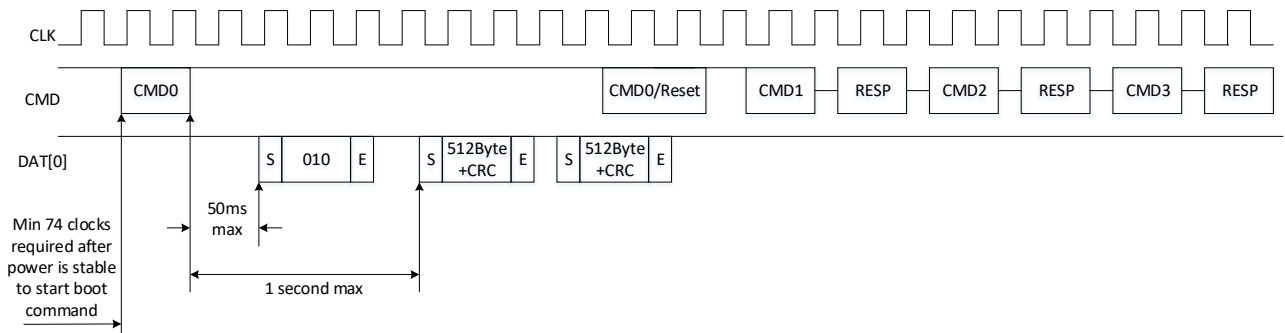 CLK
CMD
CMD0
CMD0/Reset
CMD1
RESP
CMD2
RESP
CMD3
RESP
DAT[0]
S
010
E
S
512Byte
+CRC
E
S
512Byte
+CRC
E
50ms
max
1 second max
Min 74 clocks
required after
power is stable
to start boot
command